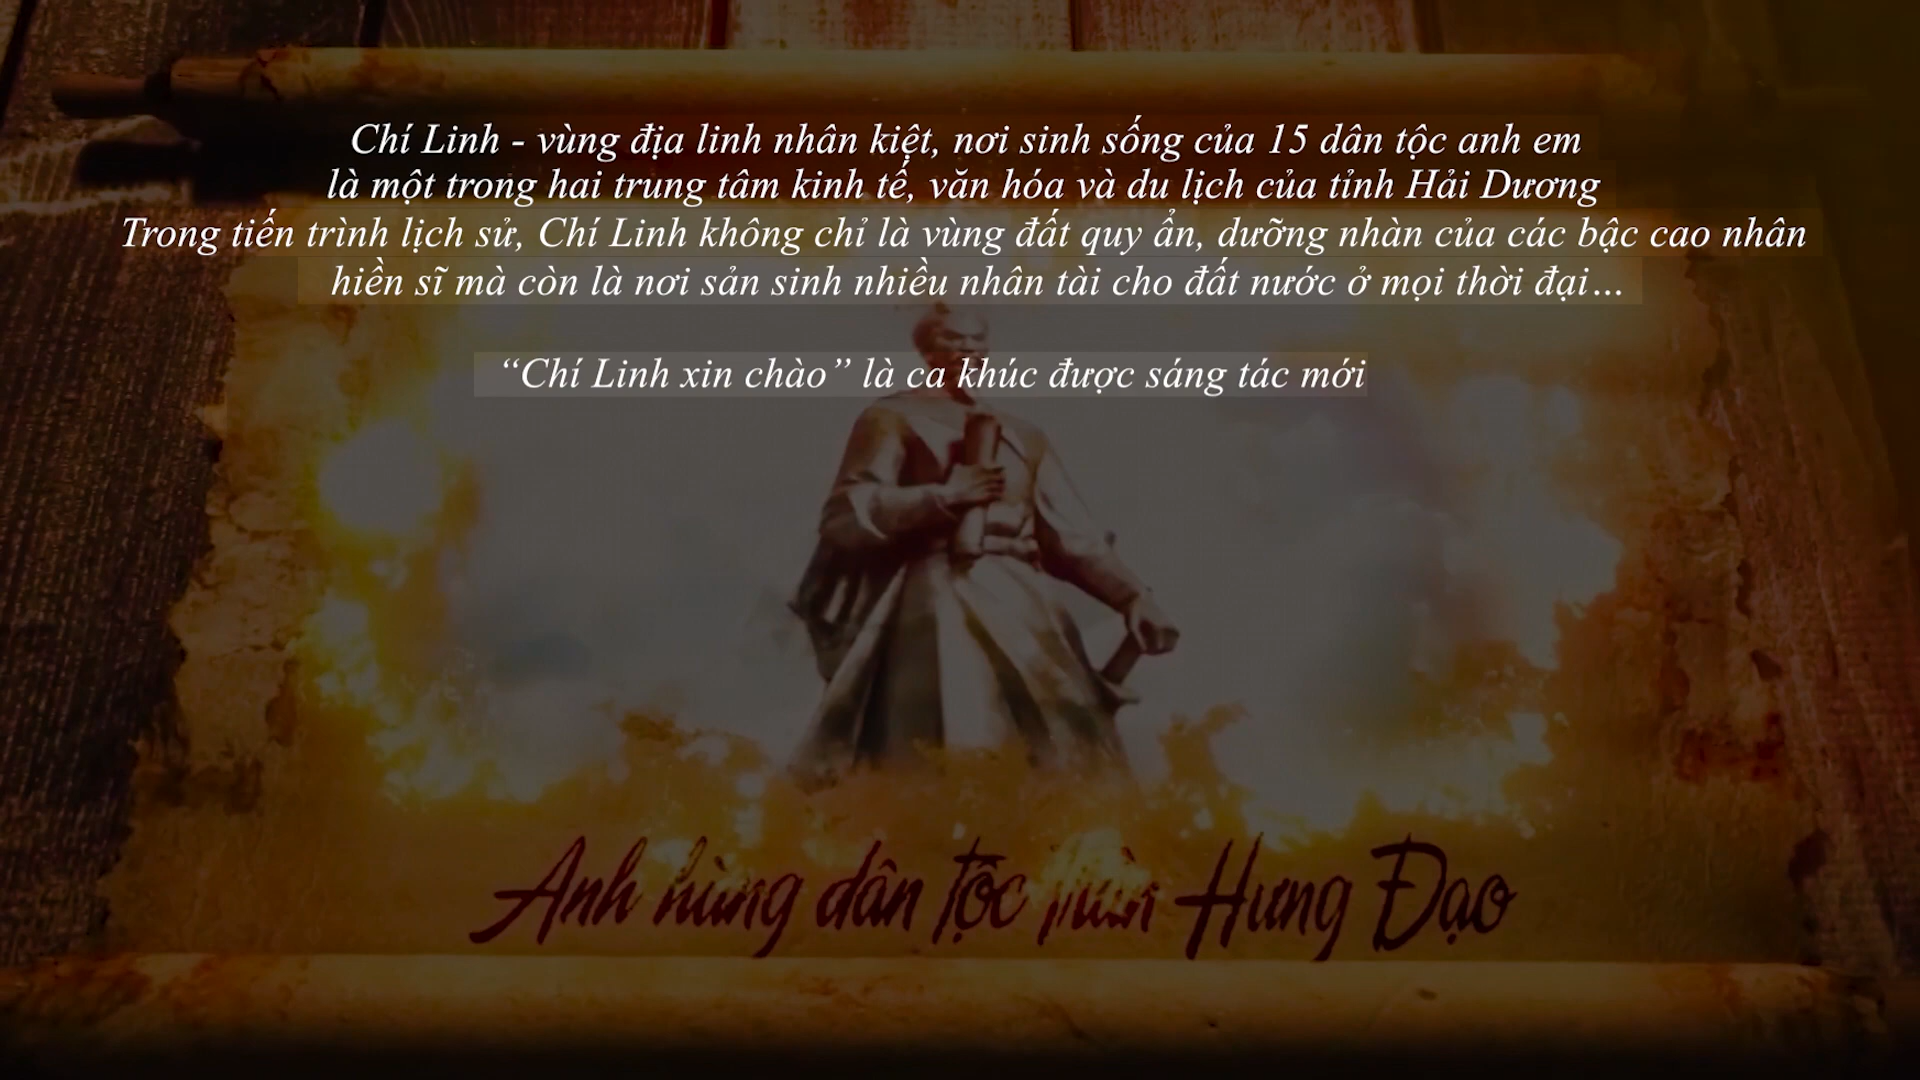 Chí Linh - vùng địa linh nhân kiệt, nơi sinh sống của 15 dân tộc anh em
là một trong hai trung tâm kinh tế, văn hóa và du lịch của tỉnh Hải Dương
Trong tiến trình lịch sử, Chí Linh không chỉ là vùng đất quy ẩn, dưỡng nhàn của các bậc cao nhân
hiền sĩ mà còn là nơi sản sinh nhiều nhân tài cho đất nước ở mọi thời đại...
“Chí Linh xin chào” là ca khúc được sáng tác mới
Anh hùng dân tộc Trần Hưng Đạo